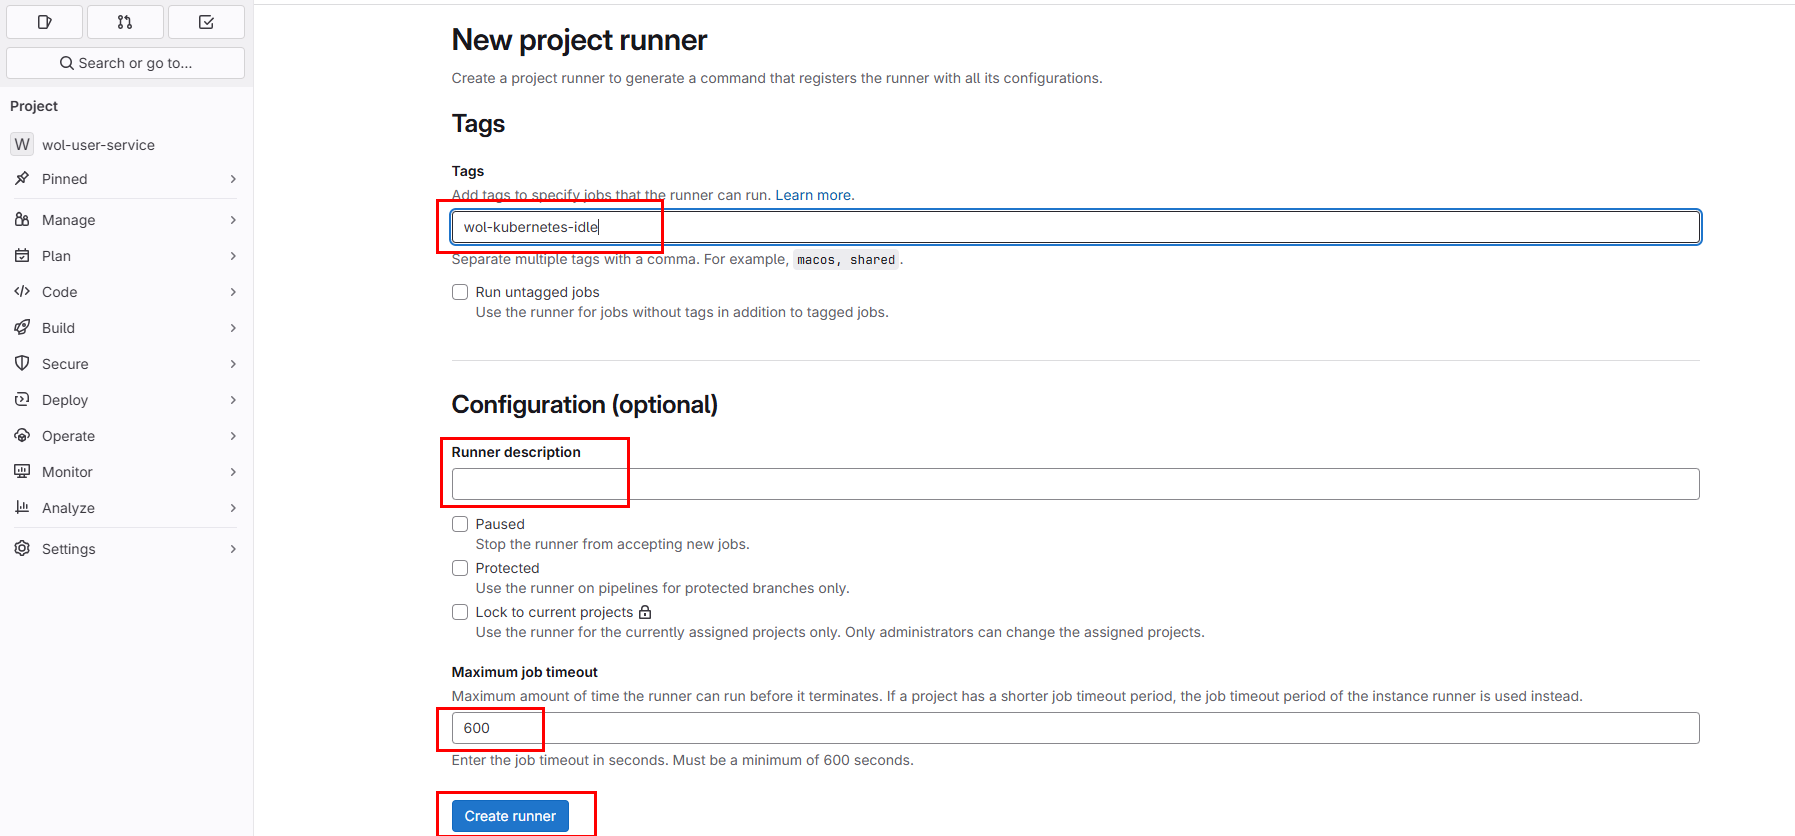 Search or go to...
Project
W wol-user-service
Pinned
Manage
Plan
Code
Build
Secure
Deploy
Operate
Monitor
Analyze
Settings
New project runner
Create a project runner to generate a command that registers the runner with all its configurations.
Tags
Tags
Add tags to specify jobs that the runner can run. Learn more.
wol-kubernetes-idle
Separate multiple tags with a comma. For example, macos, shared.
Run untagged jobs
Use the runner for jobs without tags in addition to tagged jobs.
Configuration (optional)
Runner description
Paused
Stop the runner from accepting new jobs.
Protected
Use the runner on pipelines for protected branches only.
Lock to current projects
Use the runner for the currently assigned projects only. Only administrators can change the assigned projects.
Maximum job timeout
Maximum amount of time the runner can run before it terminates. If a project has a shorter job timeout period, the job timeout period of the instance runner is used instead.
600
Enter the job timeout in seconds. Must be a minimum of 600 seconds.
Create runner